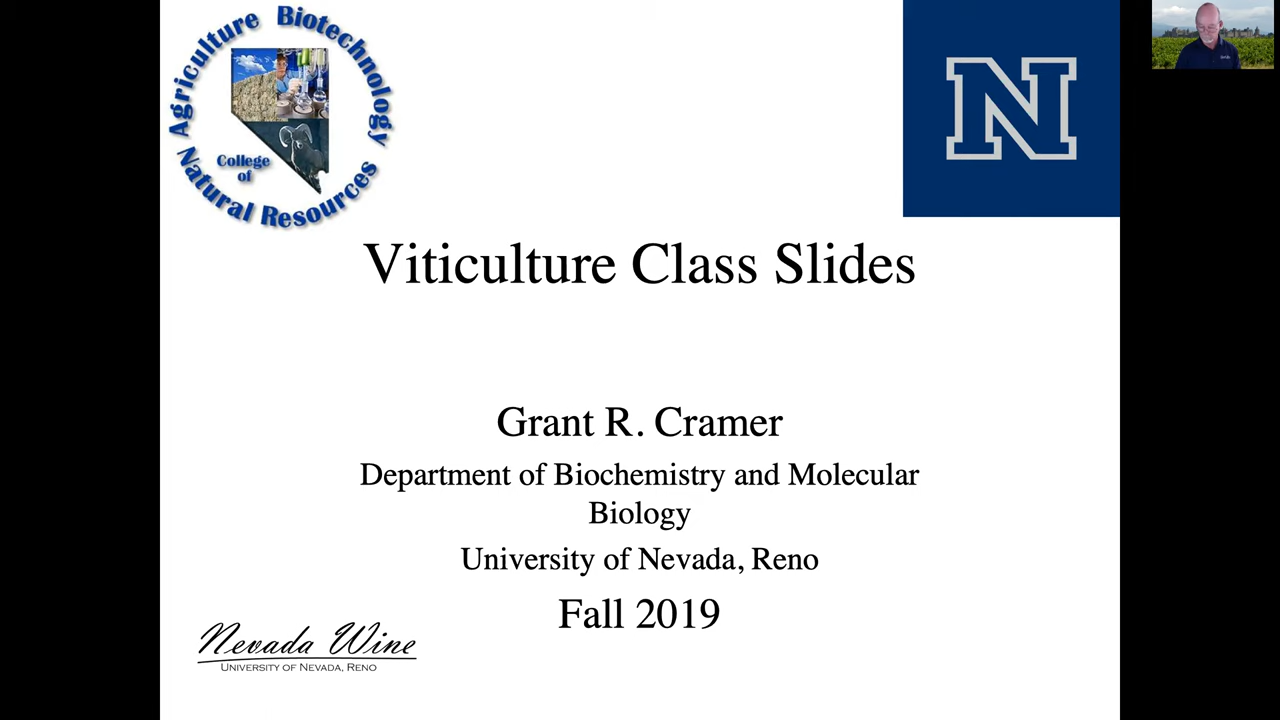 Agriculture Biotechnology
Natural Resources
College
of
N
Viticulture Class Slides
Grant R. Cramer
Department of Biochemistry and Molecular
Biology
University of Nevada, Reno
Fall 2019
Nevada Wine
UNIVERSITY OF NEVADA, RENO